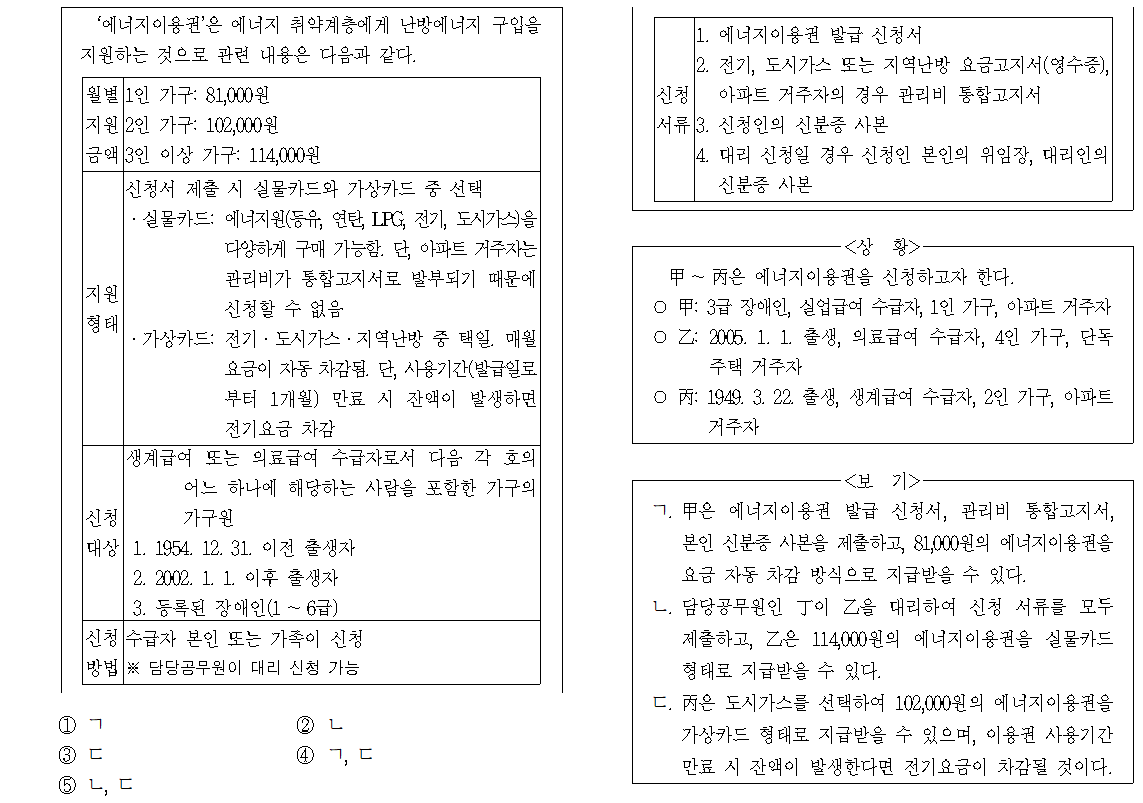 ‘에너지이용권’은 에너지 취약계층에게 난방에너지 구입을
지원하는 것으로 관련 내용은 다음과 같다.
월별
지원
금액
1인 가구: 81,000원
2인 가구: 102,000원
3인 이상 가구: 114,000원
지원
형태
신청서 제출 시 실물카드와 가상카드 중 선택
· 실물카드: 에너지원(등유, 연탄, LPG, 전기, 도시가스)을
다양하게 구매 가능함. 단, 아파트 거주자는
관리비가 통합고지서로 발부되기 때문에
신청할 수 없음
· 가상카드: 전기 · 도시가스 · 지역난방 중 택일. 매월
요금이 자동 차감됨. 단, 사용기간(발급일로
부터 1개월) 만료 시 잔액이 발생하면
전기요금 차감
신청
대상
생계급여 또는 의료급여 수급자로서 다음 각 호의
어느 하나에 해당하는 사람을 포함한 가구의
가구원
1. 1954. 12. 31. 이전 출생자
2. 2002. 1. 1. 이후 출생자
3. 등록된 장애인(1 ~ 6급)
신청
방법
수급자 본인 또는 가족이 신청
※ 담당공무원이 대리 신청 가능
신청
서류
1. 에너지이용권 발급 신청서
2. 전기, 도시가스 또는 지역난방 요금고지서(영수증),
아파트 거주자의 경우 관리비 통합고지서
3. 신청인의 신분증 사본
4. 대리 신청일 경우 신청인 본인의 위임장, 대리인의
신분증 사본
<상 황>
甲 ~ 丙은 에너지이용권을 신청하고자 한다.
○ 甲: 3급 장애인, 실업급여 수급자, 1인 가구, 아파트 거주자
○ 乙: 2005. 1. 1. 출생, 의료급여 수급자, 4인 가구, 단독
주택 거주자
○ 丙: 1949. 3. 22. 출생, 생계급여 수급자, 2인 가구, 아파트
거주자
<보 기>
ㄱ. 甲은 에너지이용권 발급 신청서, 관리비 통합고지서,
본인 신분증 사본을 제출하고, 81,000원의 에너지이용권을
요금 자동 차감 방식으로 지급받을 수 있다.
ㄴ. 담당공무원인 丁이 乙을 대리하여 신청 서류를 모두
제출하고, 乙은 114,000원의 에너지이용권을 실물카드
형태로 지급받을 수 있다.
ㄷ. 丙은 도시가스를 선택하여 102,000원의 에너지이용권을
가상카드 형태로 지급받을 수 있으며, 이용권 사용기간
만료 시 잔액이 발생한다면 전기요금이 차감될 것이다.
① ㄱ
② ㄴ
③ ㄷ
④ ㄱ, ㄷ
⑤ ㄴ, ㄷ